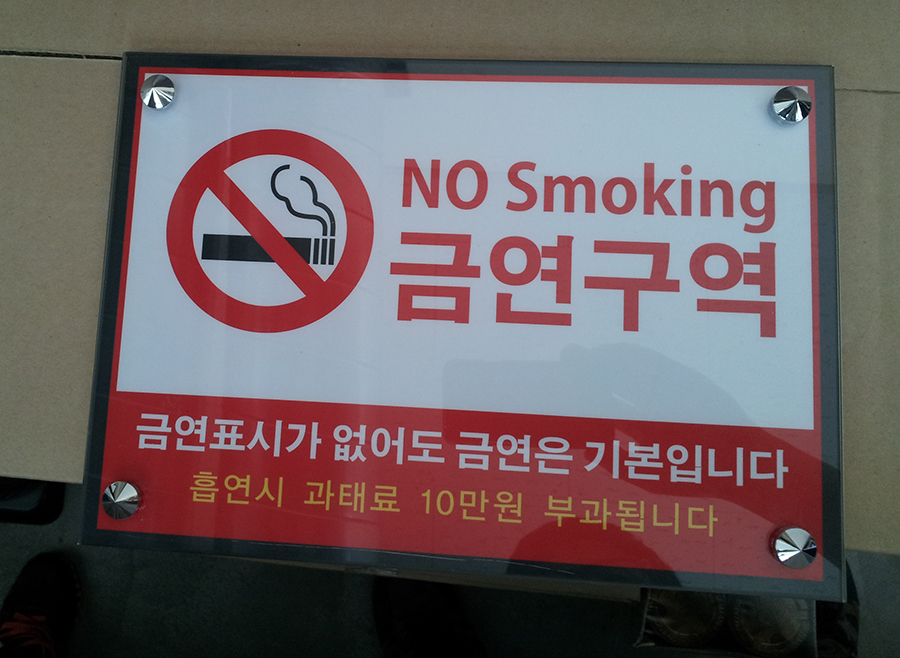 NO Smoking
금연구역
금연표시가 없어도 금연은 기본입니다
흡연시 과태료 10만원 부과됩니다